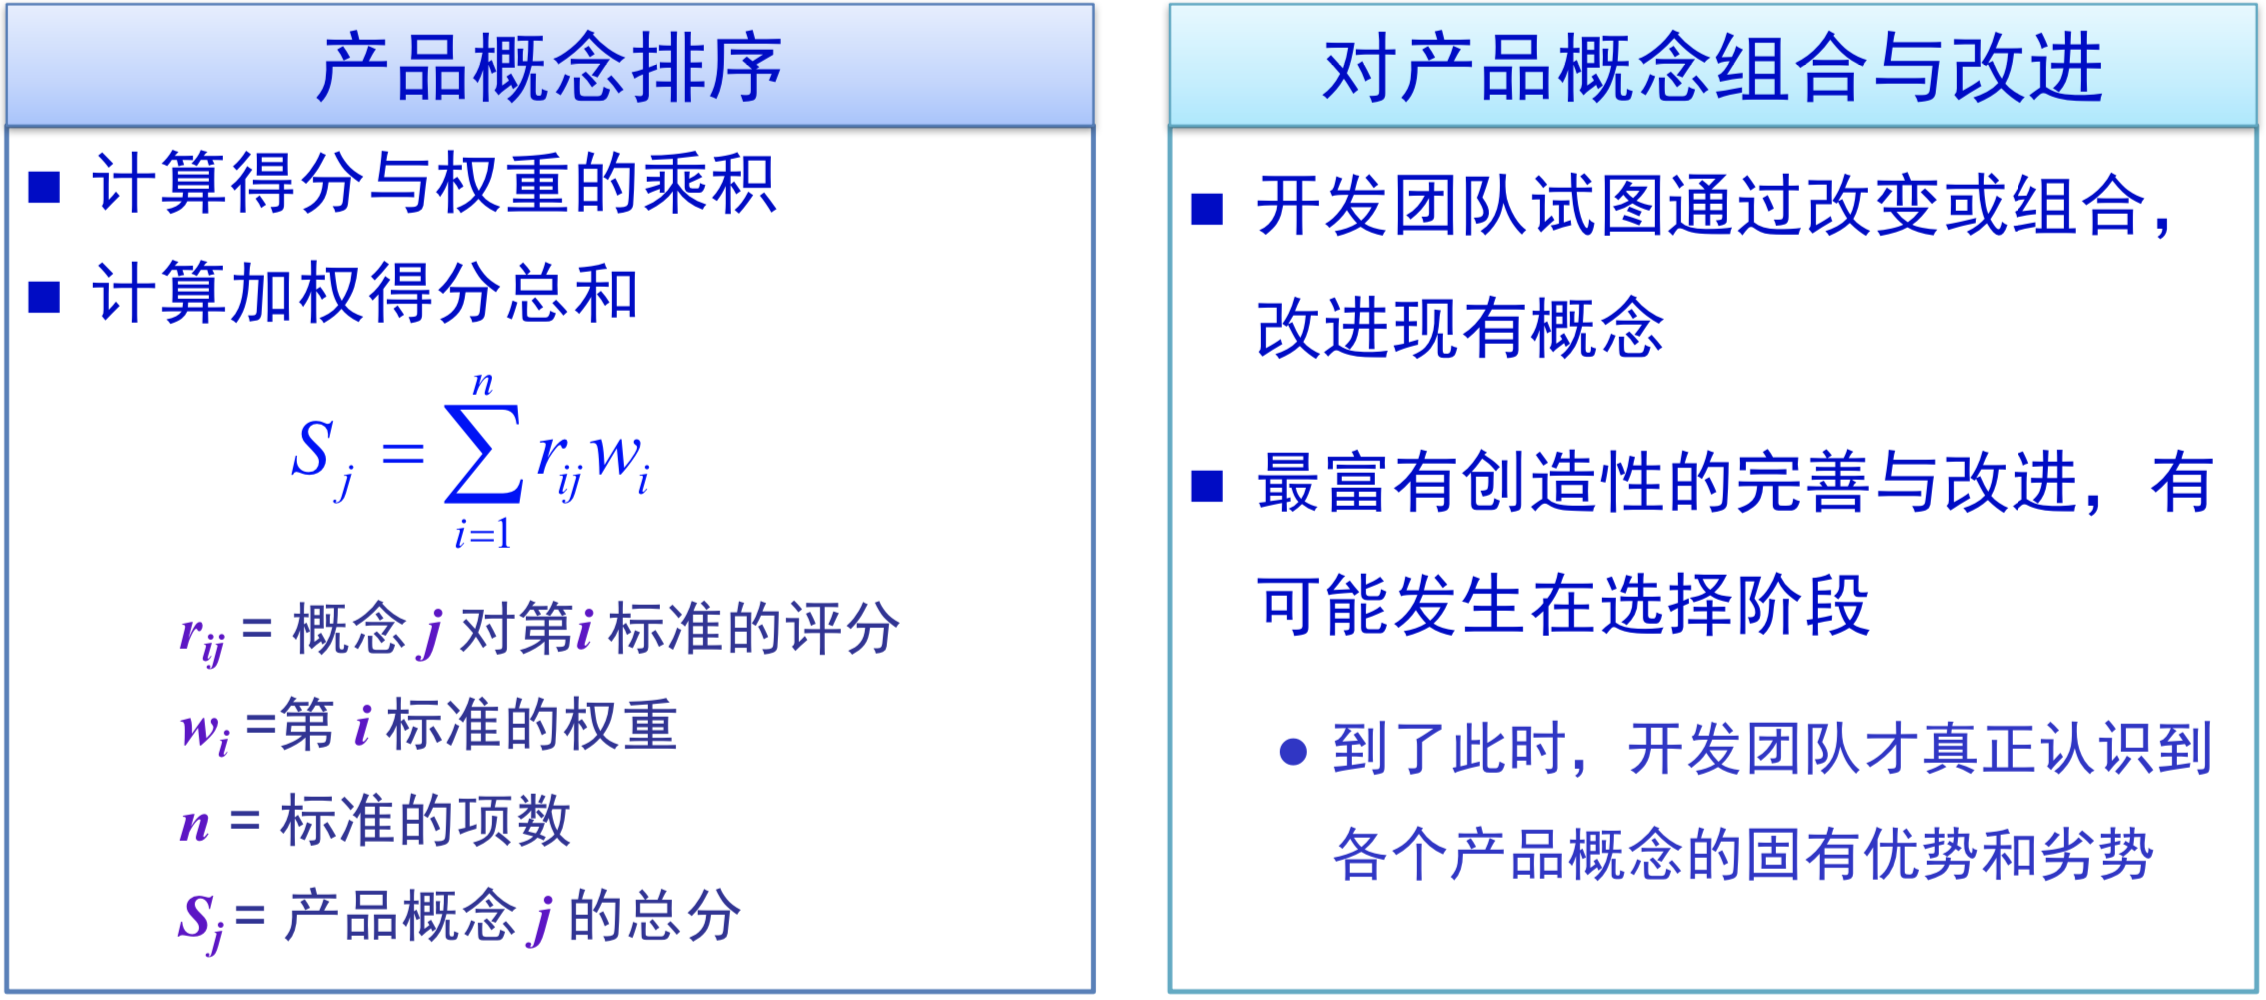 产品概念排序
■ 计算得分与权重的乘积
■ 计算加权得分总和
S_j = \sum_{i=1}^{n} r_{ij} w_i
r_{ij} = 概念 j 对第i 标准的评分
w_i =第 i 标准的权重
n = 标准的项数
S_j = 产品概念 j 的总分
对产品概念组合与改进
■ 开发团队试图通过改变或组合，
改进现有概念
■ 最富有创造性的完善与改进，有
可能发生在选择阶段
● 到了此时，开发团队才真正认识到
各个产品概念的固有优势和劣势